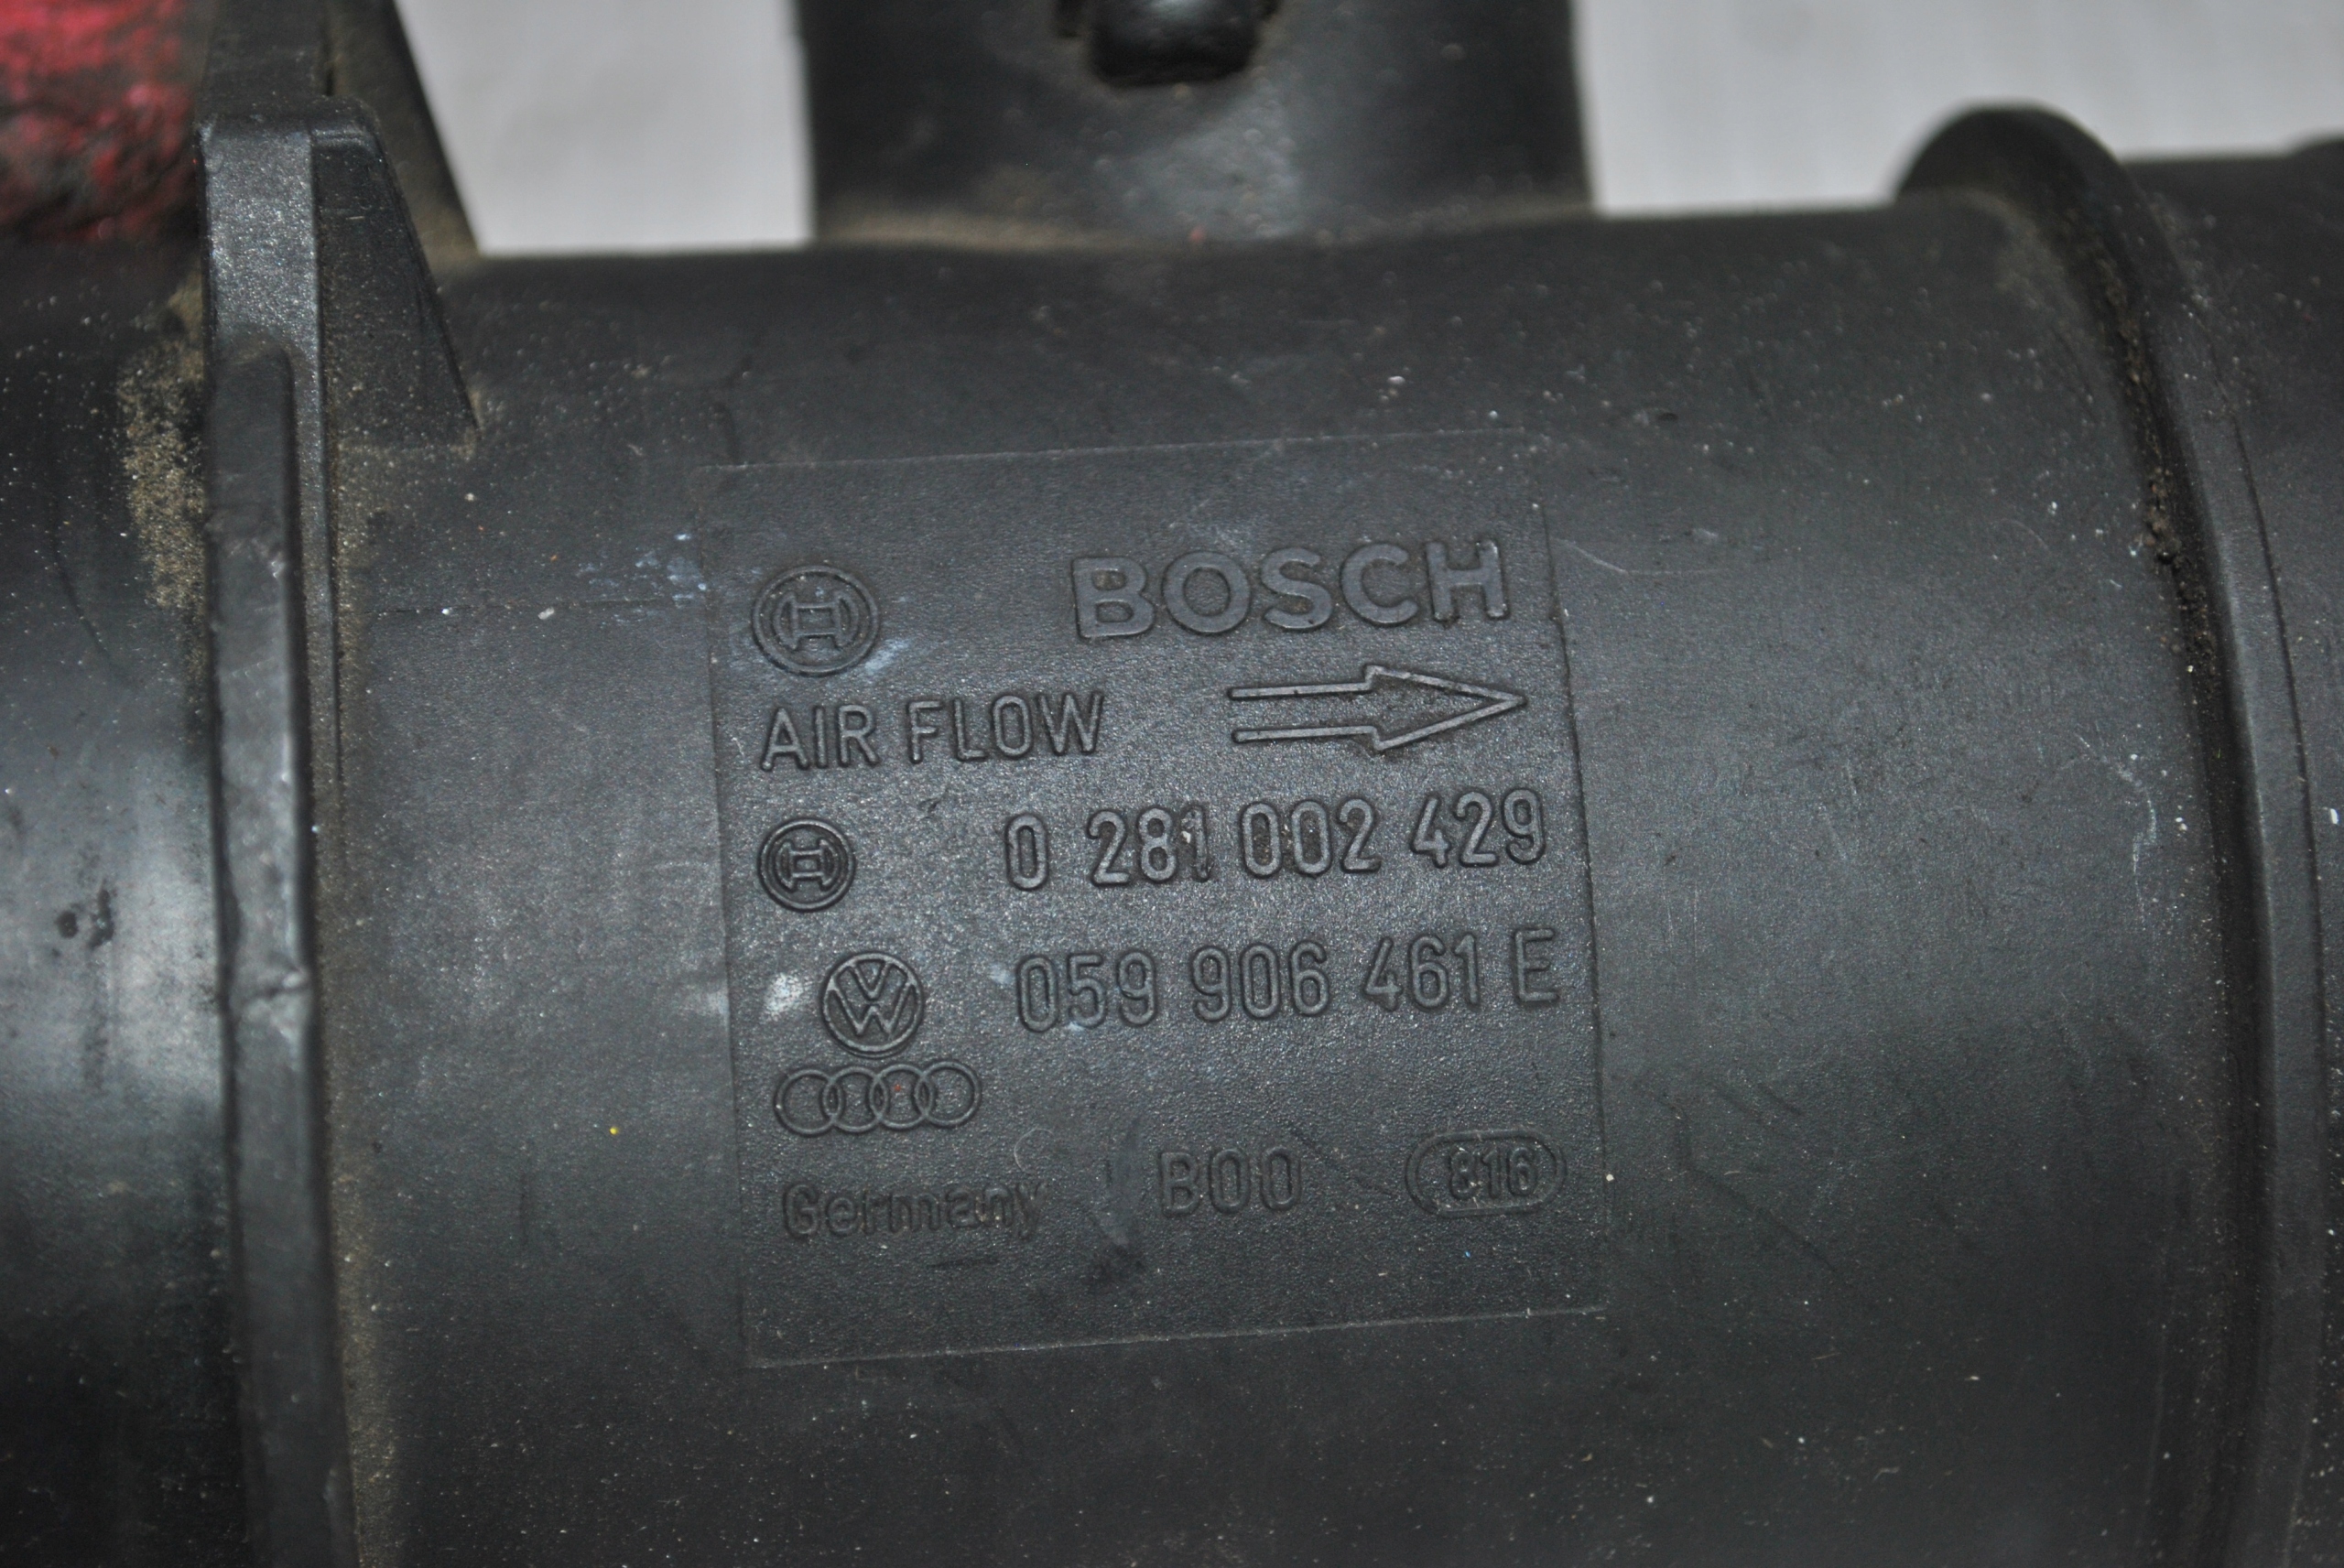 BOSCH
AIR FLOW
0 281 002 429
059 906 461 E
Germany B00 816